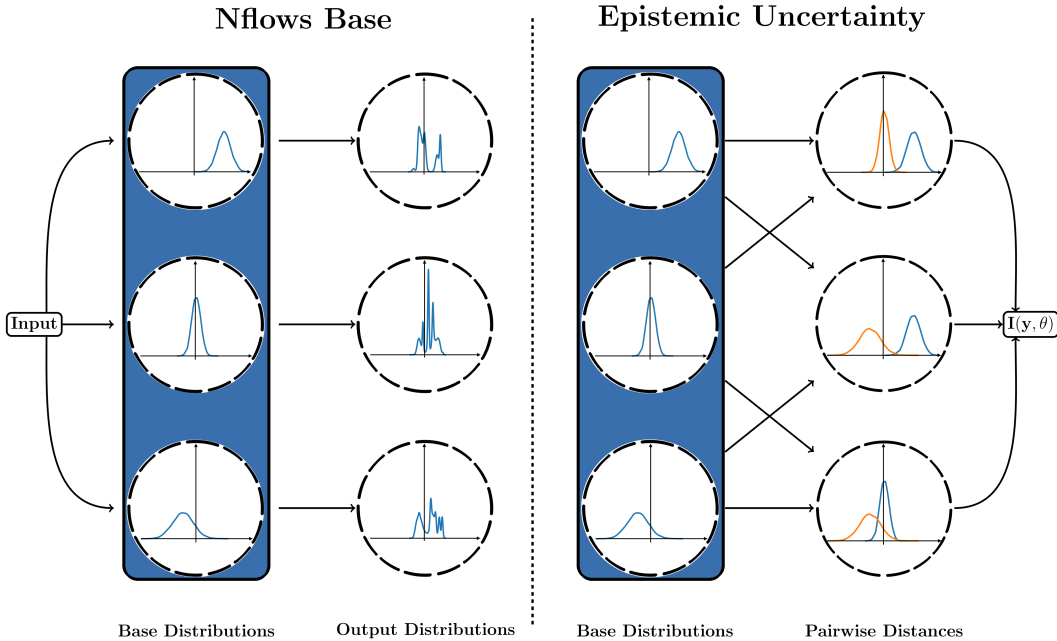 Nflows Base
Epistemic Uncertainty
Input
I(y, θ)
Base Distributions
Output Distributions
Base Distributions
Pairwise Distances